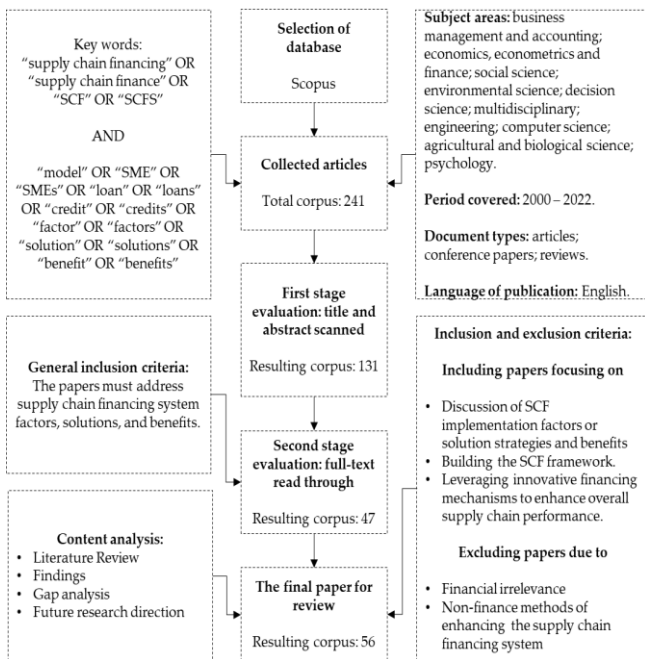 Key words:
“supply chain financing” OR
“supply chain finance” OR
“SCF” OR “SCFS”
AND
“model” OR “SME” OR
“SMEs” OR “loan” OR “loans”
OR “credit” OR “credits” OR
“factor” OR “factors” OR
“solution” OR “solutions” OR
“benefit” OR “benefits”
Selection of
database
Scopus
Subject areas: business
management and accounting;
economics, econometrics and
finance; social science;
environmental science; decision
science; multidisciplinary;
engineering; computer science;
agricultural and biological science;
psychology.
Period covered: 2000 – 2022.
Document types: articles;
conference papers; reviews.
Language of publication: English.
Collected articles
Total corpus: 241
First stage
evaluation: title and
abstract scanned
Resulting corpus: 131
General inclusion criteria:
The papers must address
supply chain financing system
factors, solutions, and benefits.
Second stage
evaluation: full-text
read through
Resulting corpus: 47
Inclusion and exclusion criteria:
Including papers focusing on
• Discussion of SCF
implementation factors or
solution strategies and benefits
• Building the SCF framework.
• Leveraging innovative financing
mechanisms to enhance overall
supply chain performance.
Excluding papers due to
• Financial irrelevance
• Non-finance methods of
enhancing the supply chain
financing system
Content analysis:
• Literature Review
• Findings
• Gap analysis
• Future research direction
The final paper for
review
Resulting corpus: 56